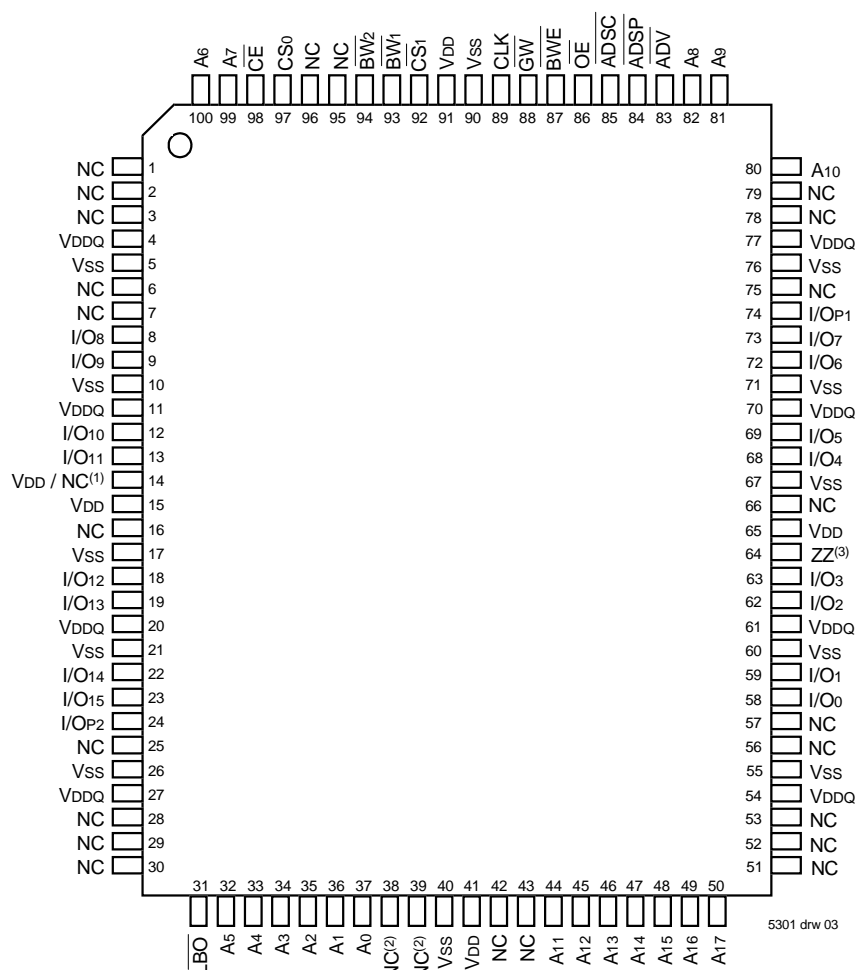 A6 A7 CE CS0 NC NC BW2 BW1 CS1 VDD VSS CLK GW BWE OE ADSC ADSP ADV A8 A9
100 99 98 97 96 95 94 93 92 91 90 89 88 87 86 85 84 83 82 81
NC 1 80 A10
NC 2 79 NC
NC 3 78 NC
VDDQ 4 77 VDDQ
VSS 5 76 VSS
NC 6 75 NC
NC 7 74 I/OP1
I/O8 8 73 I/O7
I/O9 9 72 I/O6
VSS 10 71 VSS
VDDQ 11 70 VDDQ
I/O10 12 69 I/O5
I/O11 13 68 I/O4
VDD / NC(1) 14 67 VSS
VDD 15 66 NC
NC 16 65 VDD
VSS 17 64 ZZ(3)
I/O12 18 63 I/O3
I/O13 19 62 I/O2
VDDQ 20 61 VDDQ
VSS 21 60 VSS
I/O14 22 59 I/O1
I/O15 23 58 I/O0
I/OP2 24 57 NC
NC 25 56 NC
VSS 26 55 VSS
VDDQ 27 54 VDDQ
NC 28 53 NC
NC 29 52 NC
NC 30 51 NC
31 32 33 34 35 36 37 38 39 40 41 42 43 44 45 46 47 48 49 50
LBO A5 A4 A3 A2 A1 A0 NC(2) NC(2) VSS VDD NC NC A11 A12 A13 A14 A15 A16 A17
5301 drw 03